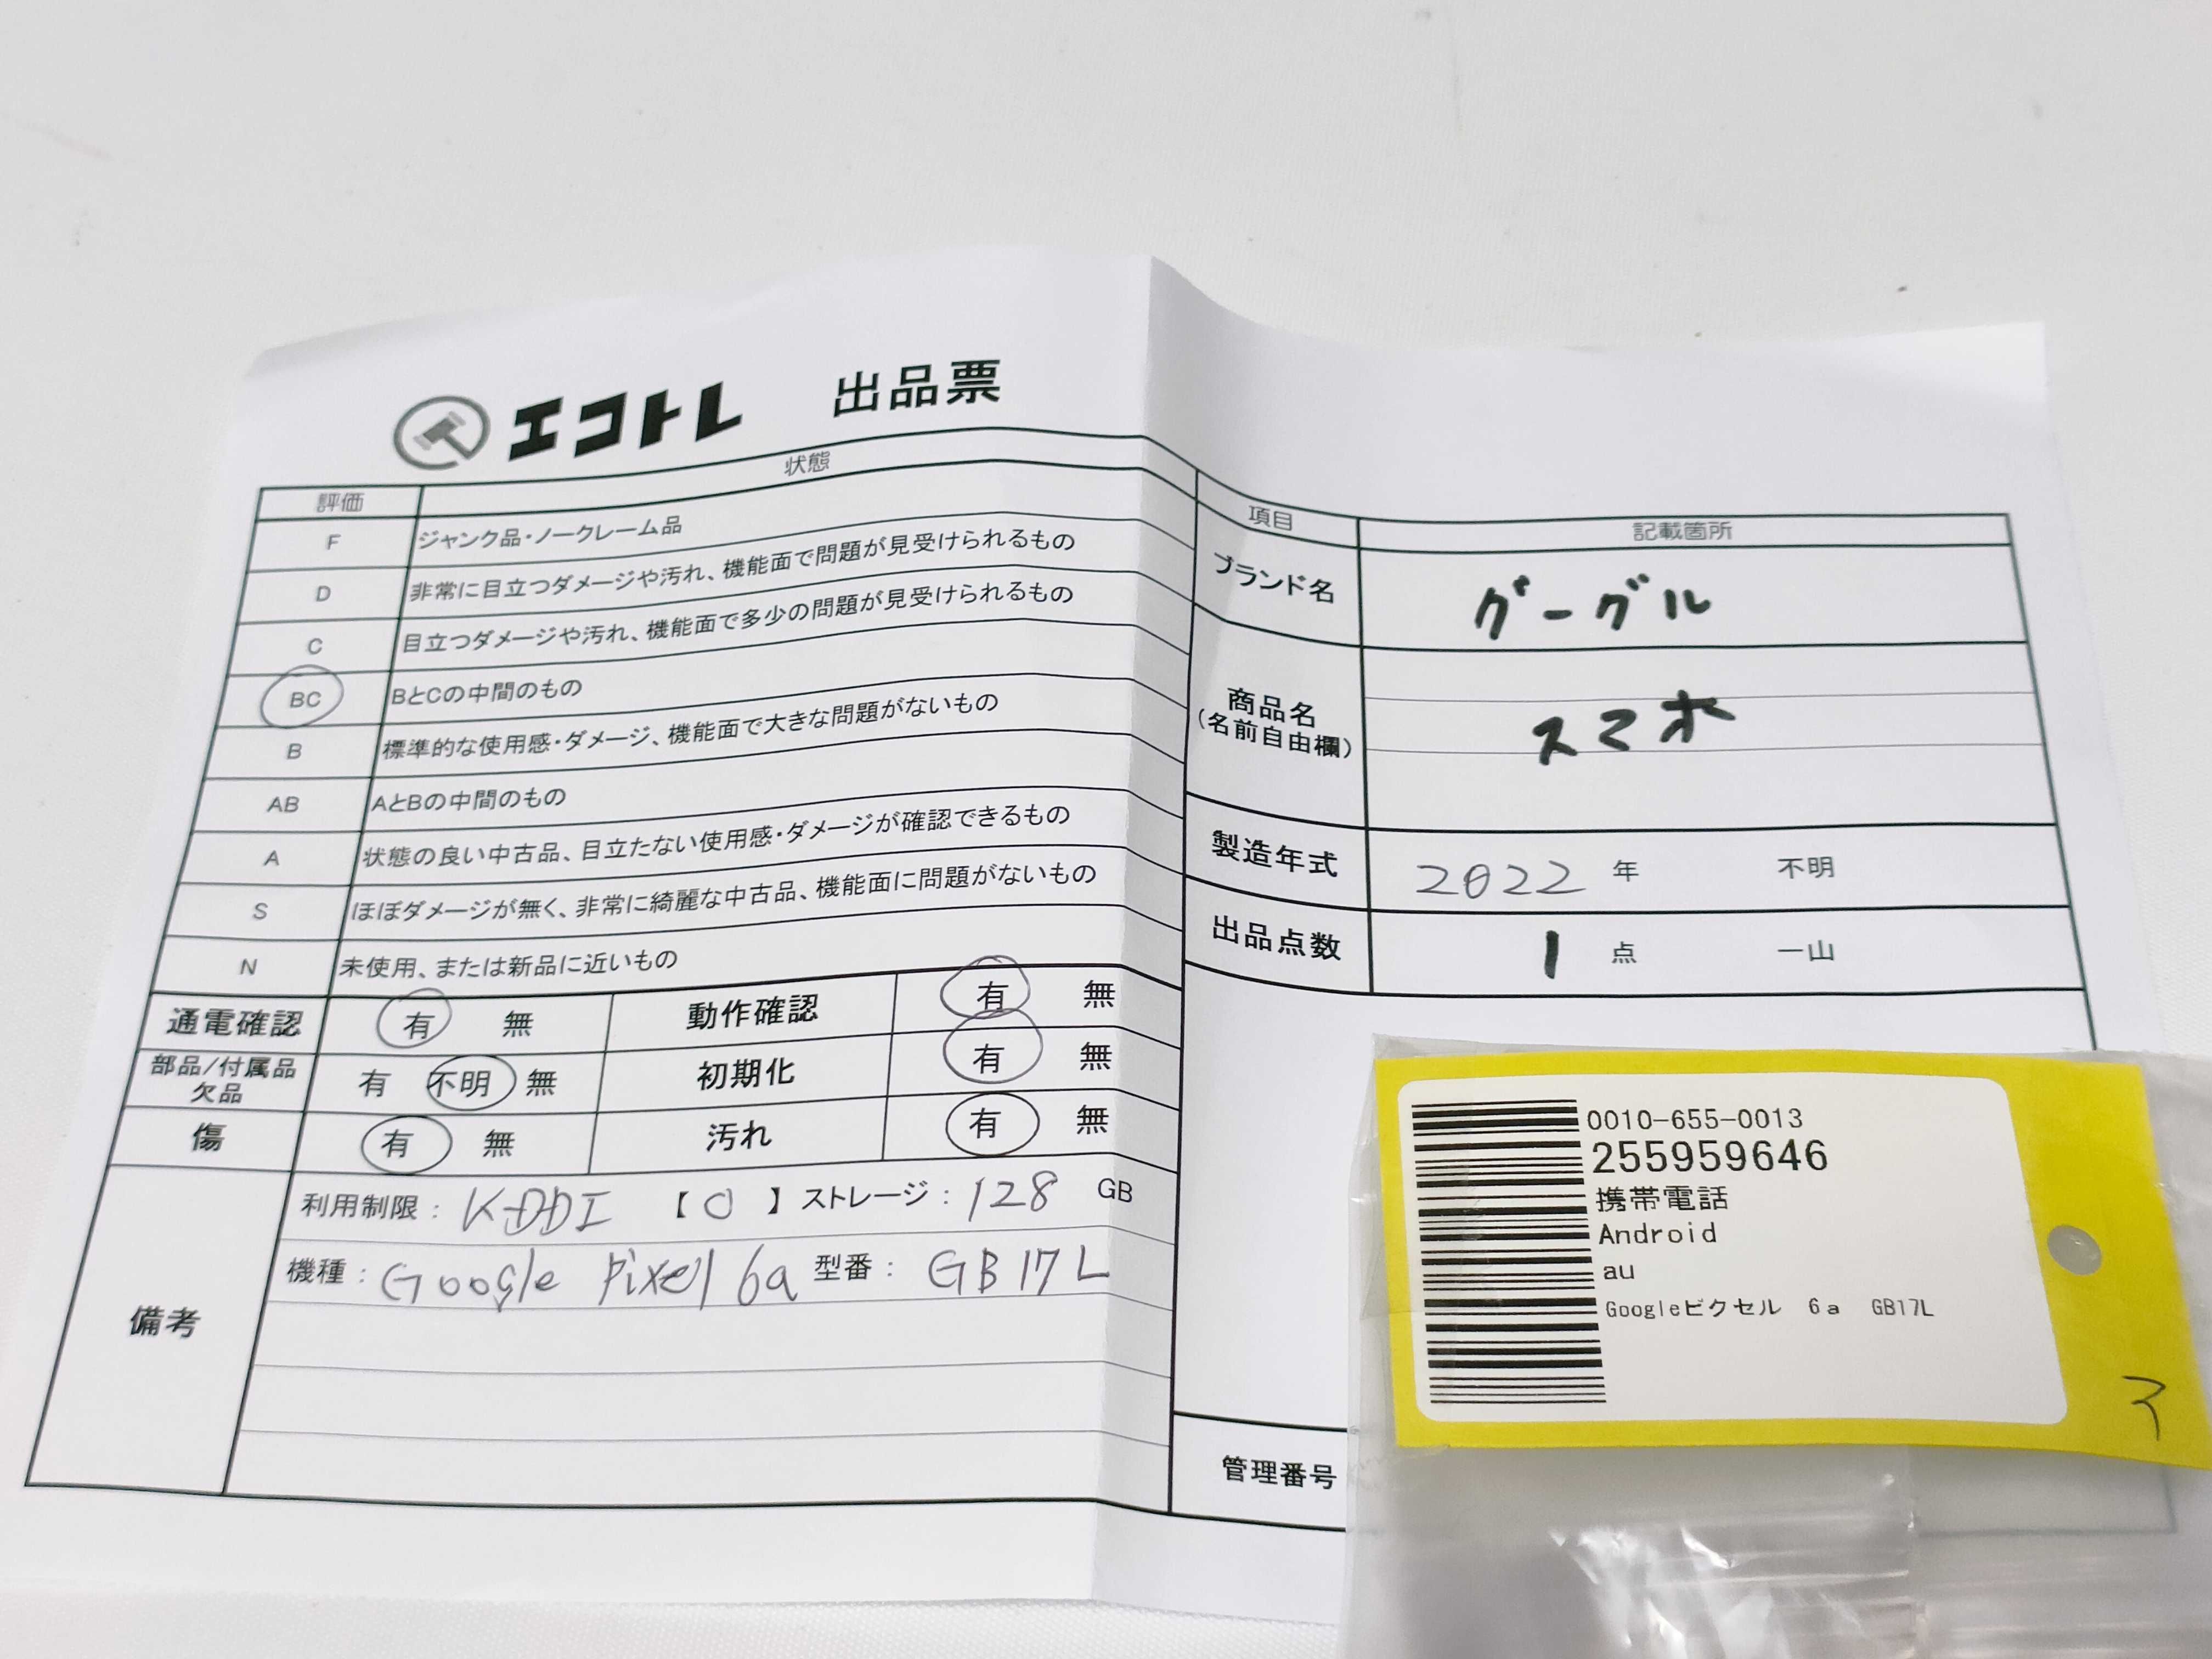 エコトレ 出品票
評価 状態
F ジャンク品・ノークレーム品
D 非常に目立つダメージや汚れ、機能面で問題が見受けられるもの
C 目立つダメージや汚れ、機能面で多少の問題が見受けられるもの
BC BとCの中間のもの
B 標準的な使用感・ダメージ、機能面で大きな問題がないもの
AB AとBの中間のもの
A 状態の良い中古品、目立たない使用感・ダメージが確認できるもの
S ほぼダメージが無く、非常に綺麗な中古品、機能面に問題がないもの
N 未使用、または新品に近いもの
通電確認 有 無 動作確認 有 無
部品/付属品
欠品 有 不明 無 初期化 有 無
傷 有 無 汚れ 有 無
備考
利用制限: KDDI 【 〇 】 ストレージ: 128 GB
機種: Google Pixel 6a 型番: GB17L
項目 記載箇所
ブランド名 グーグル
商品名
(名前自由欄) スマホ
製造年式 2022 年 不明
出品点数 1 点 一山
管理番号
0010-655-0013
255959646
携帯電話
Android
au
Googleピクセル 6a GB17L